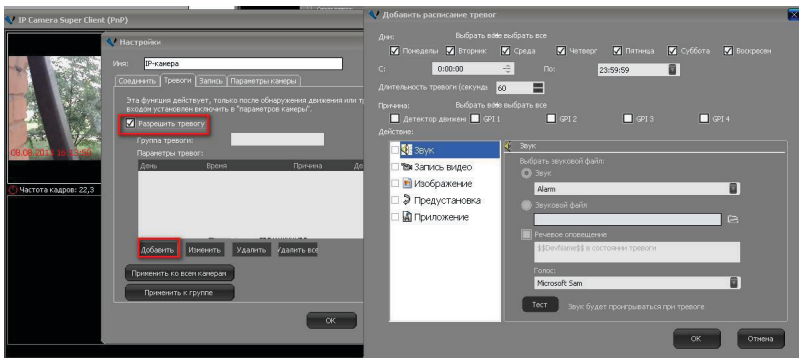 IP Camera Super Client (PnP)
Настройки
Имя: IP-камера
Соединить Тревоги Запись Параметры камеры
Эта функция действует, только после обнаружения движения или тр
входом установлен включить в "параметров камеры".
Разрешить тревогу
Группа тревоги:
Параметры тревог:
День Время Причина Де
Добавить Изменить Удалить Удалить все
Применить ко всем камерам
Применить к группе
OK
Частота кадров: 22,3
Добавить расписание тревог
Дни:
Понедель Вторник Среда Четверг Пятница Суббота Воскресен
С: 0:00:00 По: 23:59:59
Длительность тревоги (секунда 60
Причина:
Детектор движен GPI 1 GPI 2 GPI 3 GPI 4
Действие:
Звук
Запись видео
Изображение
Предустановка
Приложение
Звук
Выбрать звуковой файл:
Звук
Alarm
Звуковой файл
Речевое оповещение
$$DevName$$ в состоянии тревоги
Голос:
Microsoft Sam
Тест Звук будет проигрываться при тревоге
OK Отмена